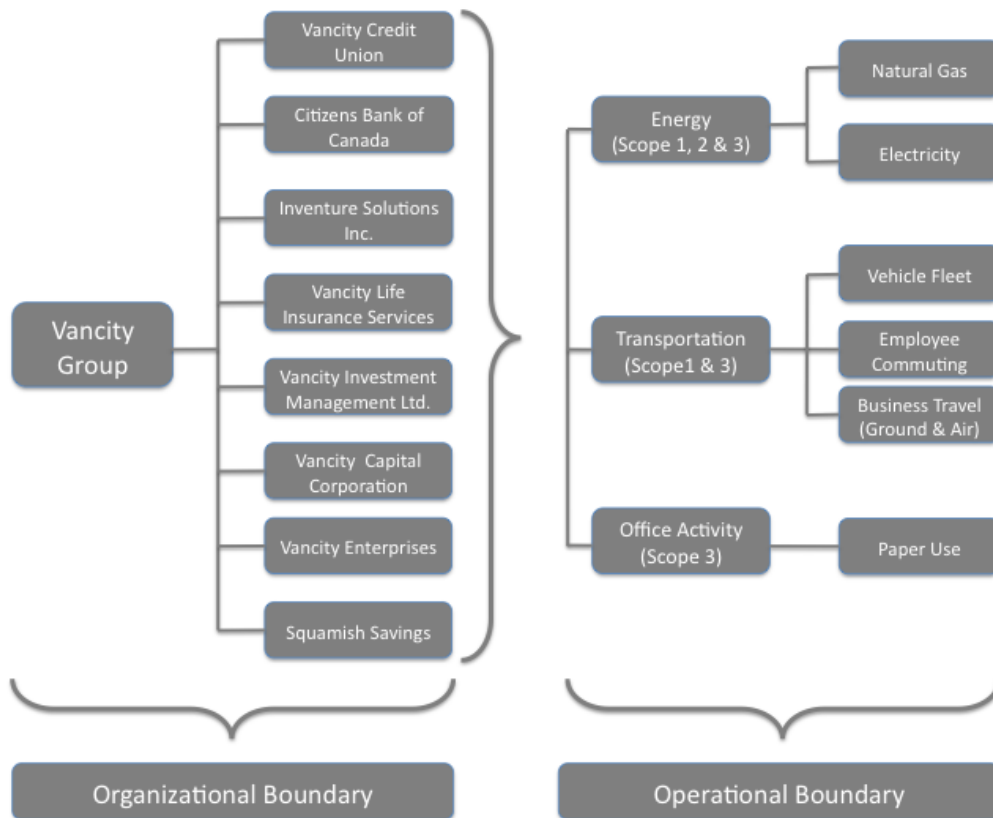 Vancity Group
Vancity Credit
Union
Citizens Bank of
Canada
Inventure Solutions
Inc.
Vancity Life
Insurance Services
Vancity Investment
Management Ltd.
Vancity Capital
Corporation
Vancity Enterprises
Squamish Savings
Organizational Boundary
Energy
(Scope 1, 2 & 3)
Natural Gas
Electricity
Transportation
(Scope1 & 3)
Vehicle Fleet
Employee
Commuting
Business Travel
(Ground & Air)
Office Activity
(Scope 3)
Paper Use
Operational Boundary